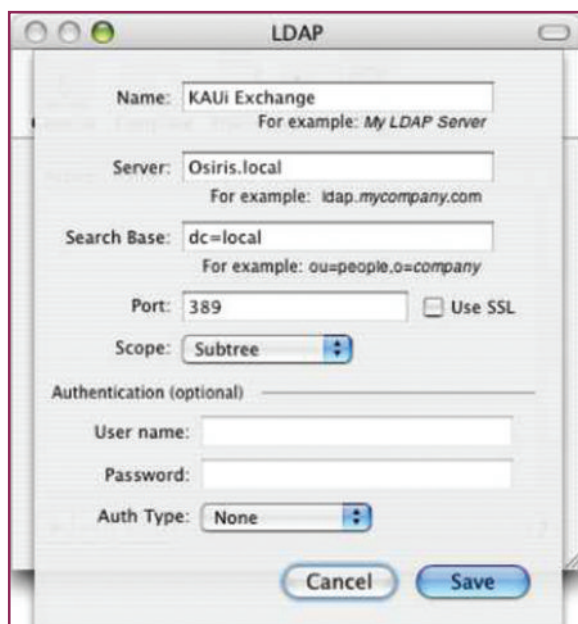 LDAP
Name: KAUi Exchange
For example: My LDAP Server
Server: Osiris.local
For example: ldap.mycompany.com
Search Base: dc=local
For example: ou=people,o=company
Port: 389 Use SSL
Scope: Subtree
Authentication (optional)
User name:
Password:
Auth Type: None
Cancel Save